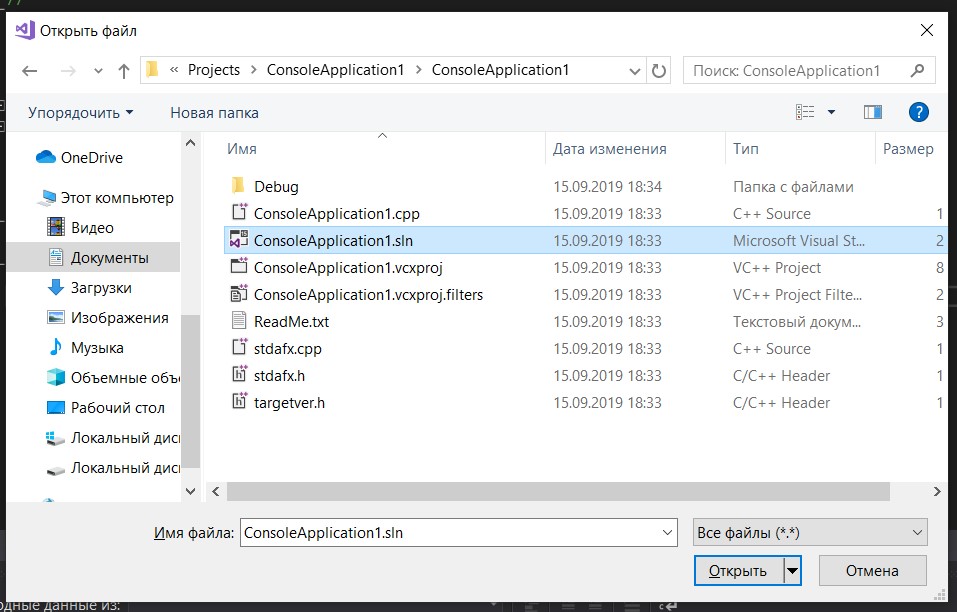 Открыть файл
« Projects > ConsoleApplication1 > ConsoleApplication1
Поиск: ConsoleApplication1
Упорядочить Новая папка
?
Имя Дата изменения Тип Размер
OneDrive
Этот компьютер
Видео
Документы
Загрузки
Изображения
Музыка
Объемные объ
Рабочий стол
Локальный дис
Локальный дис
Debug 15.09.2019 18:34 Папка с файлами
ConsoleApplication1.cpp 15.09.2019 18:33 C++ Source 1
ConsoleApplication1.sln 15.09.2019 18:33 Microsoft Visual St... 2
ConsoleApplication1.vcxproj 15.09.2019 18:33 VC++ Project 8
ConsoleApplication1.vcxproj.filters 15.09.2019 18:33 VC++ Project Filte... 2
ReadMe.txt 15.09.2019 18:33 Текстовый докум... 3
stdafx.cpp 15.09.2019 18:33 C++ Source 1
stdafx.h 15.09.2019 18:33 C/C++ Header 1
targetver.h 15.09.2019 18:33 C/C++ Header 1
Имя файла: ConsoleApplication1.sln Все файлы (*.*)
Открыть Отмена
одные данные из: